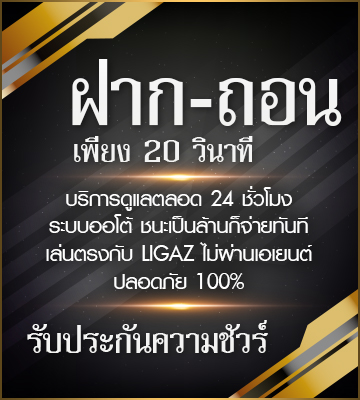 ฝาก-ถอน
เพียง 20 วินาที
บริการดูแลตลอด 24 ชั่วโมง
ระบบออโต้ ชนะเป็นล้านก็จ่ายทันที
เล่นตรงกับ LIGAZ ไม่ผ่านเอเยนต์
ปลอดภัย 100%
รับประกันความชัวร์